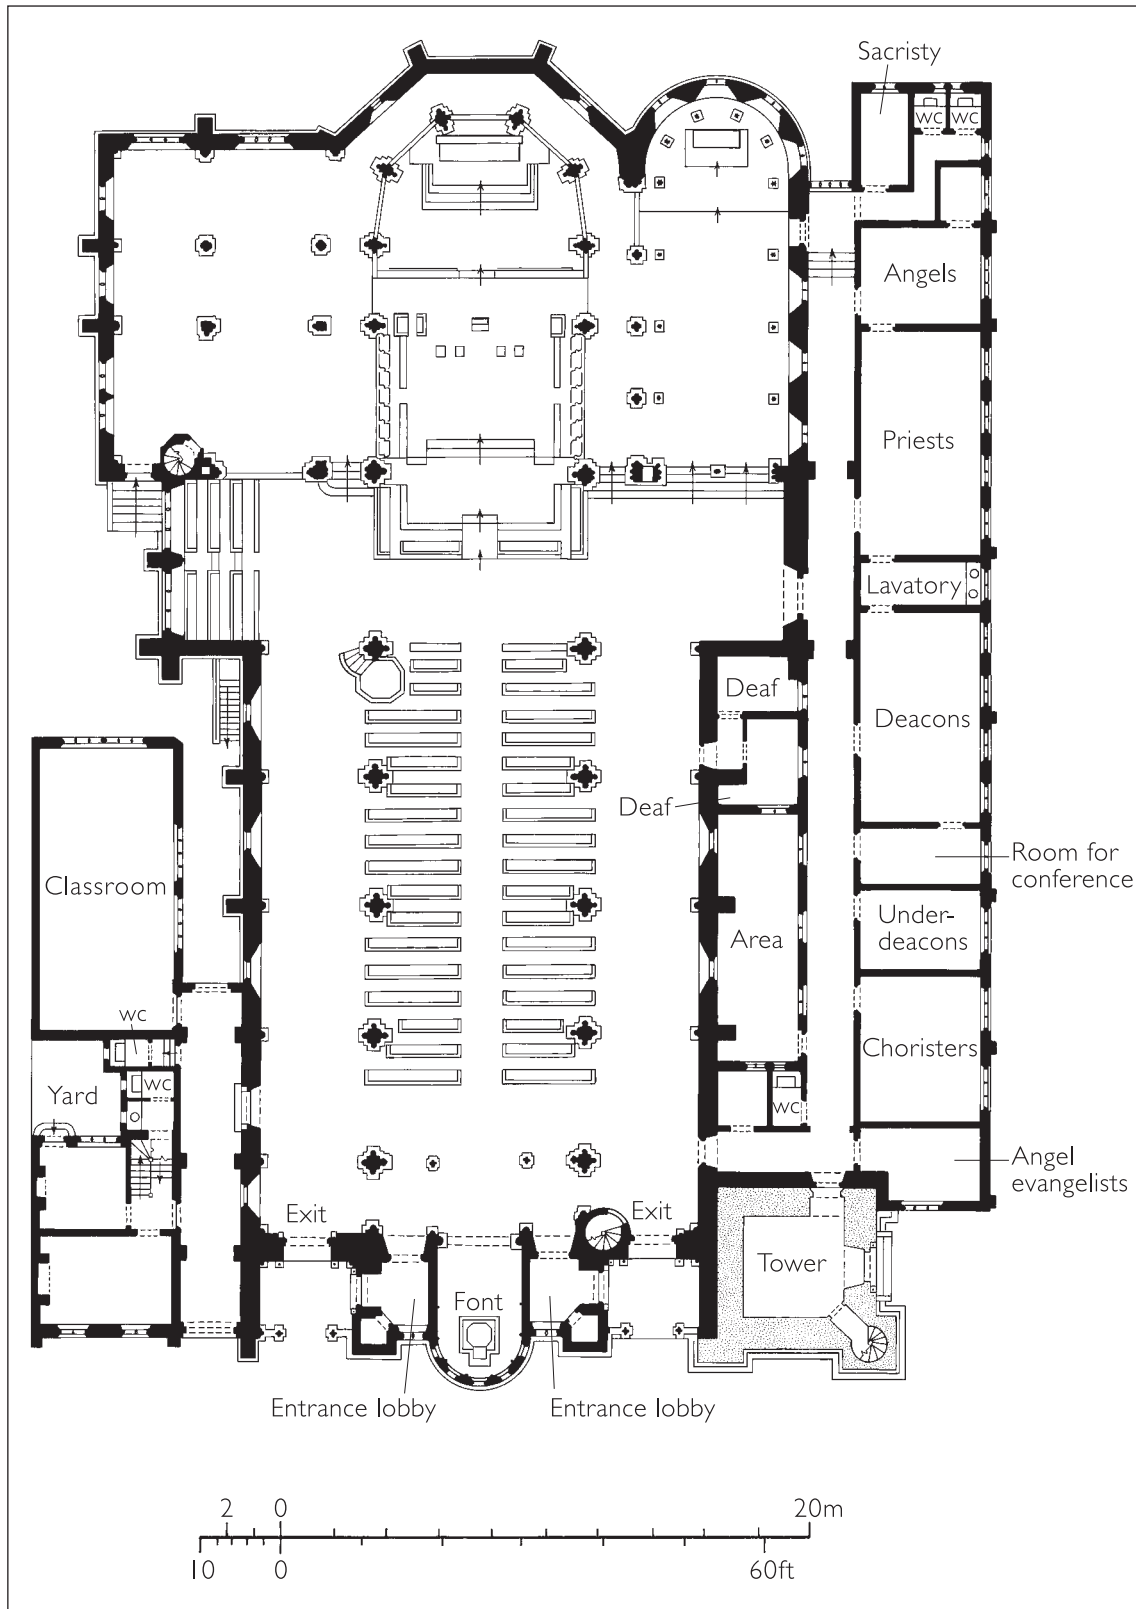 Sacristy
WC
WC
Angels
Priests
Lavatory
Deaf
Deacons
Deaf
Classroom
Room for
conference
Under-
deacons
Area
WC
Choristers
Yard
WC
WC
Angel
evangelists
Exit
Exit
Tower
Font
Entrance lobby
Entrance lobby
2 0 20m
10 0 60ft